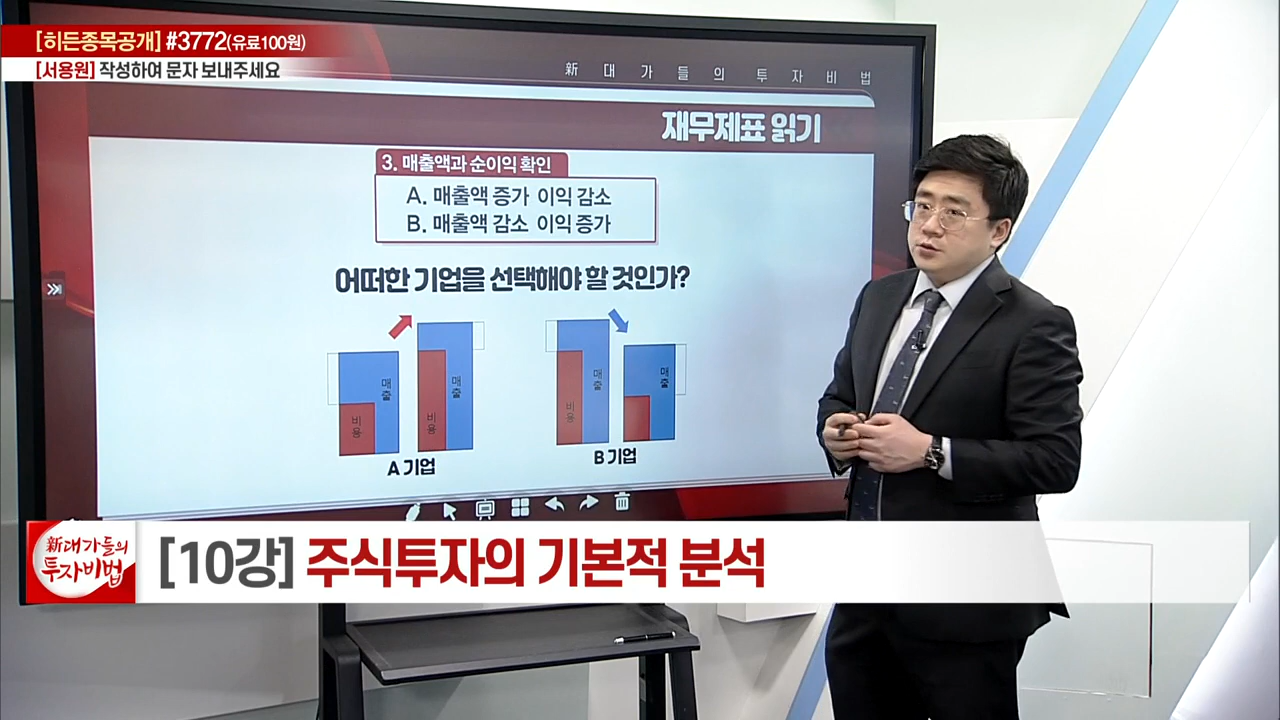 [히든종목공개] #3772(유료100원)
[서용원] 작성하여 문자 보내주세요
新 대 가 들 의 투 자 비 법
재무제표 읽기
3. 매출액과 순이익 확인
A. 매출액 증가 이익 감소
B. 매출액 감소 이익 증가
어떠한 기업을 선택해야 할 것인가?
매출
비용
매출
비용
매출
비용
매출
A 기업
B 기업
新대가들의
투자비법
[10강] 주식투자의 기본적 분석